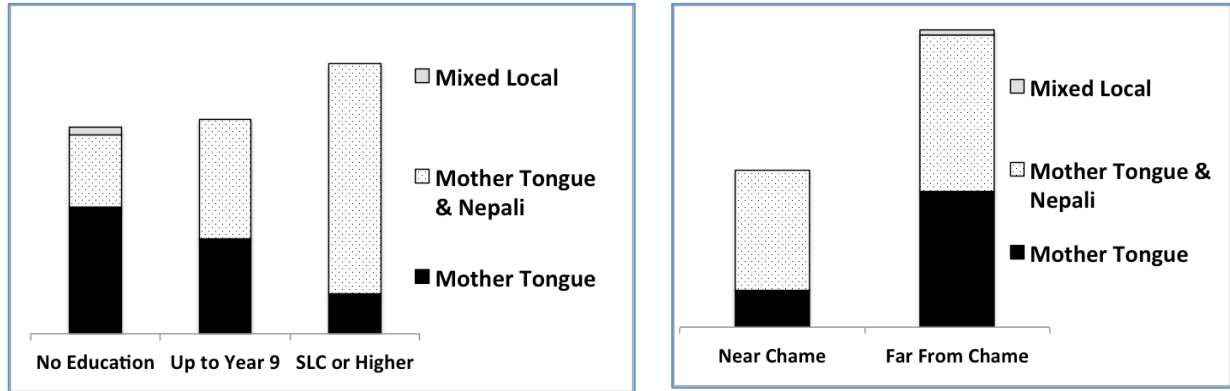 Mixed Local
Mother Tongue
& Nepali
Mother Tongue
No Education
Up to Year 9
SLC or Higher
Mixed Local
Mother Tongue &
Nepali
Mother Tongue
Near Chame
Far From Chame